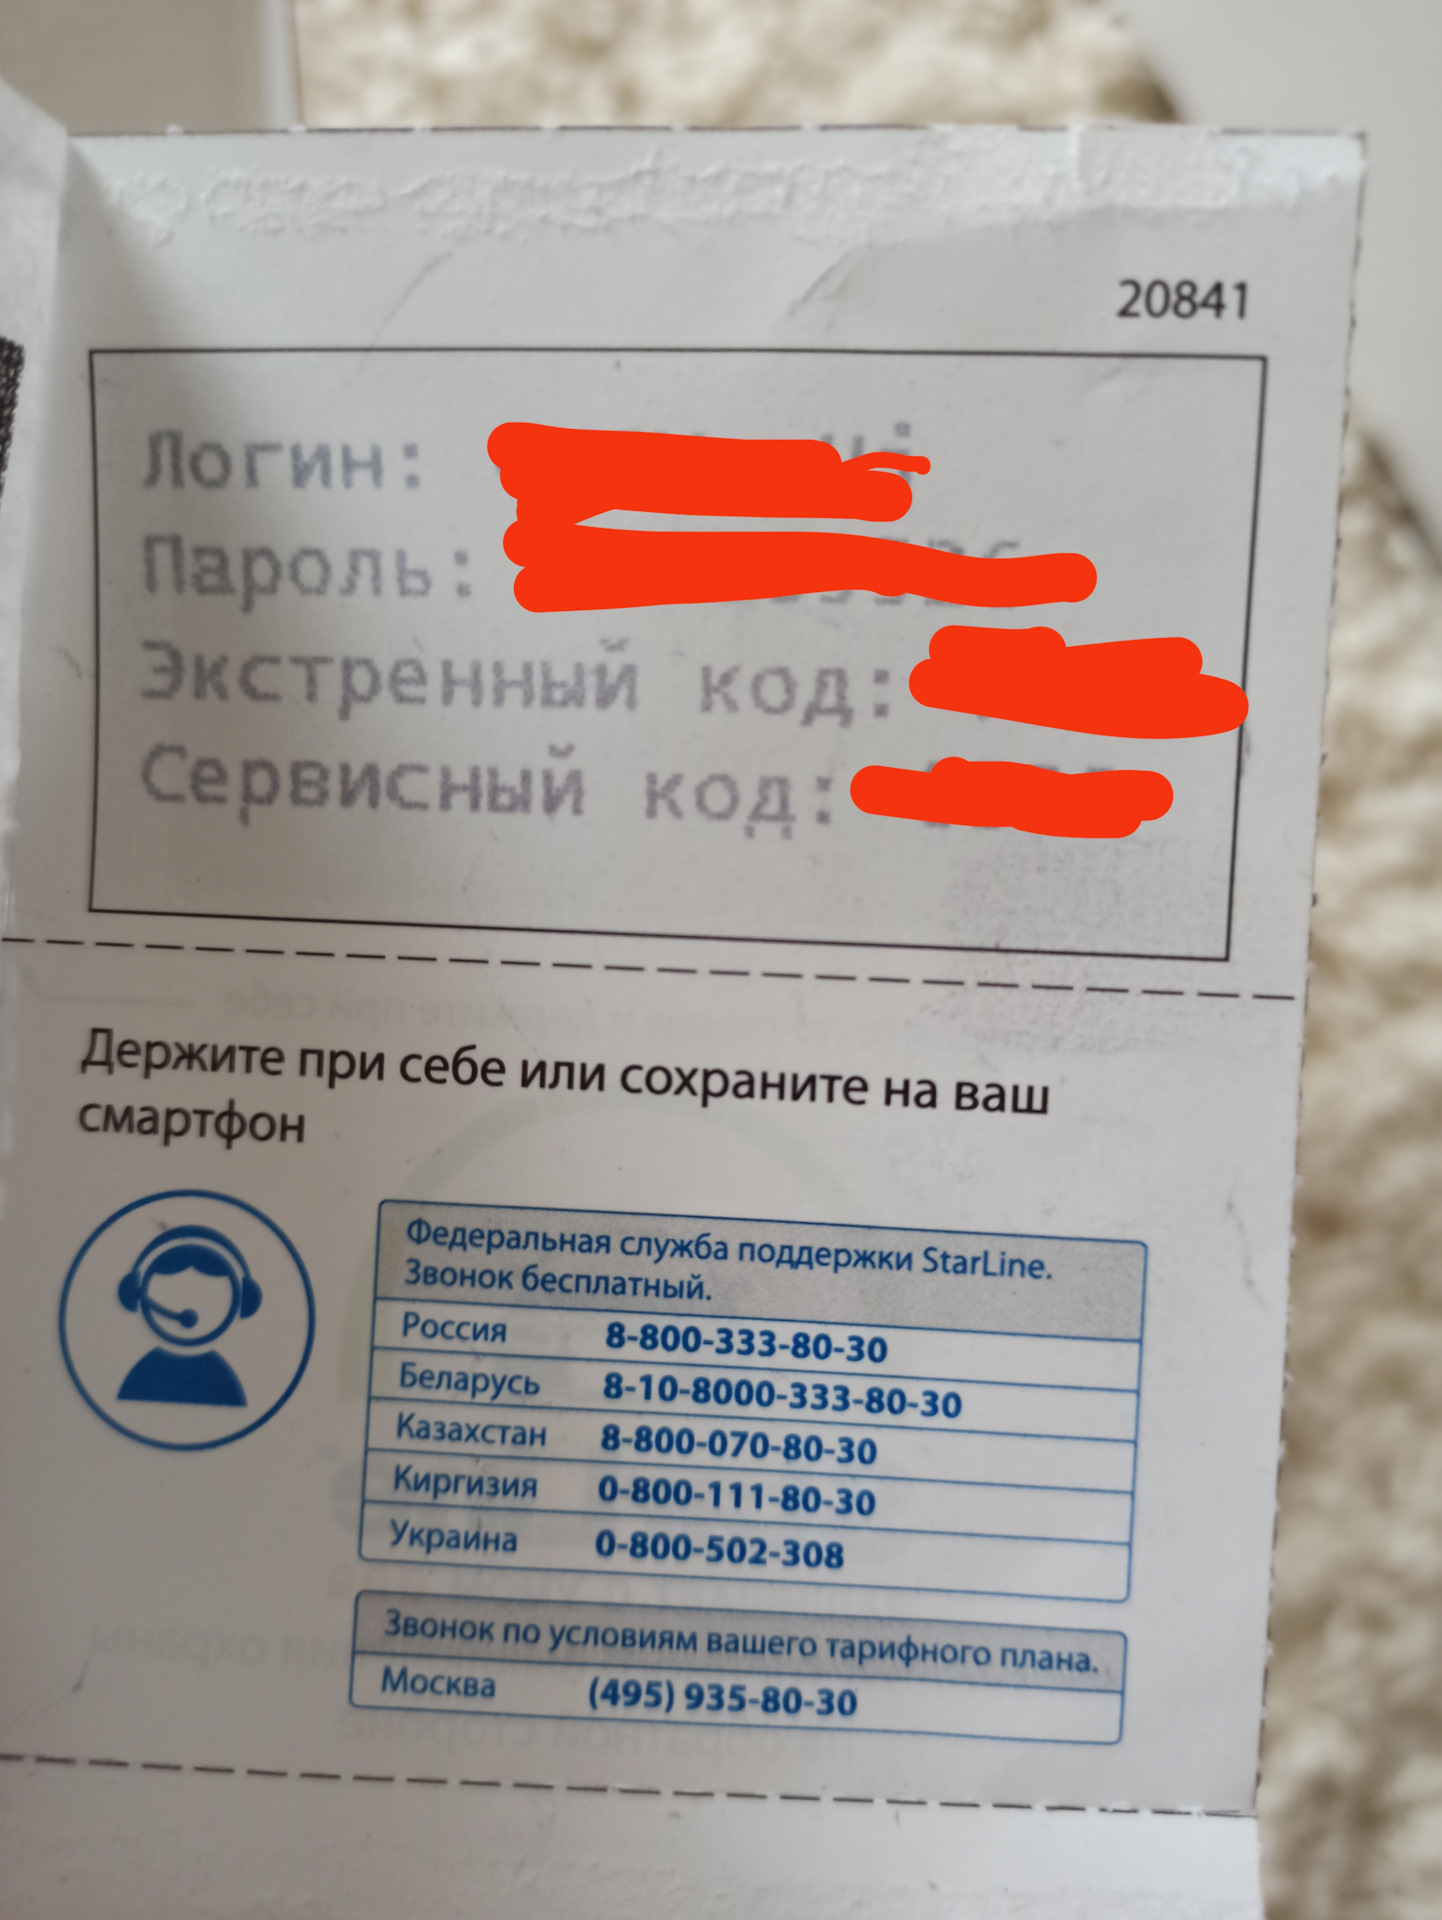 20841
Логин:
Пароль:
Экстренный код:
Сервисный код:
Держите при себе или сохраните на ваш
смартфон
Федеральная служба поддержки StarLine.
Звонок бесплатный.
Россия 8-800-333-80-30
Беларусь 8-10-8000-333-80-30
Казахстан 8-800-070-80-30
Киргизия 0-800-111-80-30
Украина 0-800-502-308
Звонок по условиям вашего тарифного плана.
Москва (495) 935-80-30